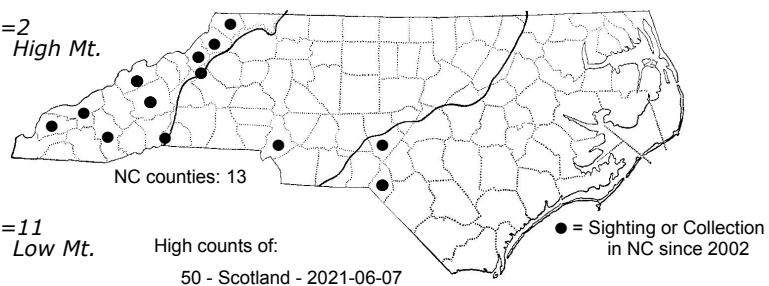 =2
High Mt.
NC counties: 13
=11
Low Mt.
High counts of:
50 - Scotland - 2021-06-07
● = Sighting or Collection
in NC since 2002